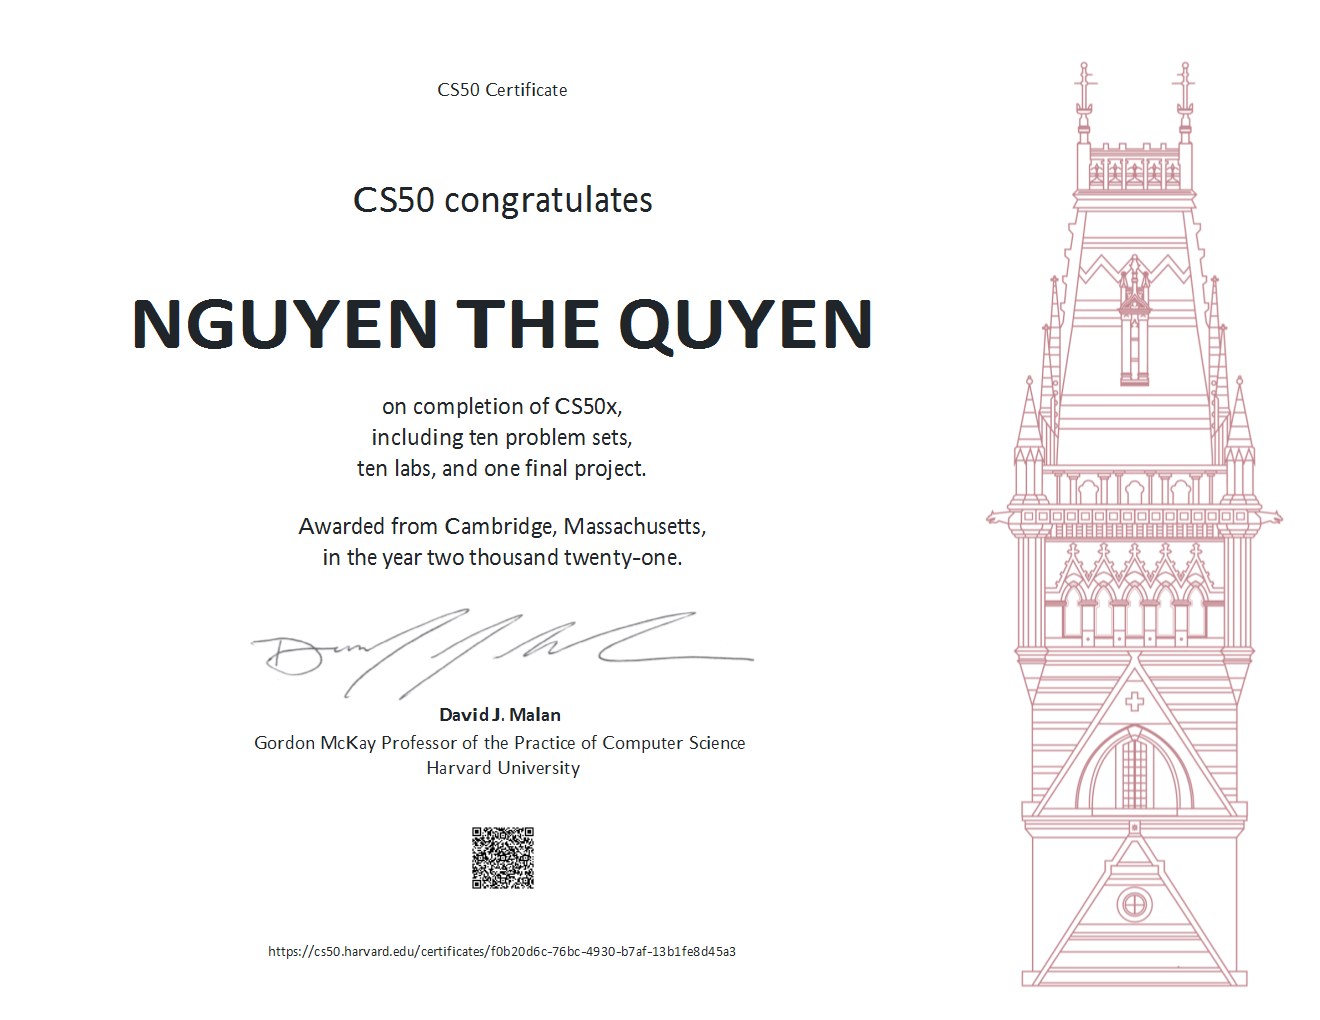 CS50 Certificate
CS50 congratulates
NGUYEN THE QUYEN
on completion of CS50x,
including ten problem sets,
ten labs, and one final project.
Awarded from Cambridge, Massachusetts,
in the year two thousand twenty-one.
David J. Malan
Gordon McKay Professor of the Practice of Computer Science
Harvard University
https://cs50.harvard.edu/certificates/f0b20d6c-76bc-4930-b7af-13b1fe8d45a3